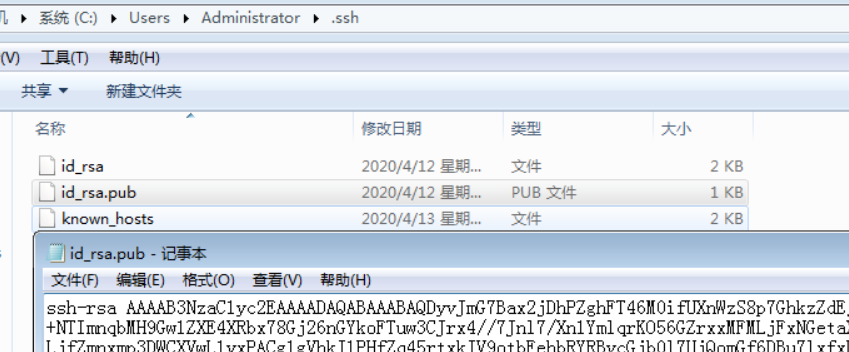 机 ▸ 系统 (C:) ▸ Users ▸ Administrator ▸ .ssh
(V) 工具(T) 帮助(H)
共享 新建文件夹
名称 修改日期 类型 大小
id_rsa 2020/4/12 星期... 文件 2 KB
id_rsa.pub 2020/4/12 星期... PUB 文件 1 KB
known_hosts 2020/4/13 星期... 文件 2 KB
id_rsa.pub - 记事本
文件(F) 编辑(E) 格式(O) 查看(V) 帮助(H)
ssh-rsa AAAAB3NzaC1yc2EAAAADAQABAAABAQDyvJmG7Bax2jDhPZghFT46M0ifUXnWzS8p7GhkzZdE
+NTImnqbMH9Gw1ZXE4XRbx78Gj26nGYkoFTuw3CJrx4//7Jnl7/Xn1YmlqrKO56GZrxxMFMLjFxNGeta